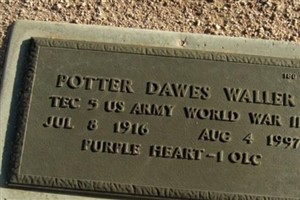 POTTER DAWES WALLER
TEC 5 US ARMY WORLD WAR II
JUL 8 1916 AUG 4 1997
PURPLE HEART-1 OLC